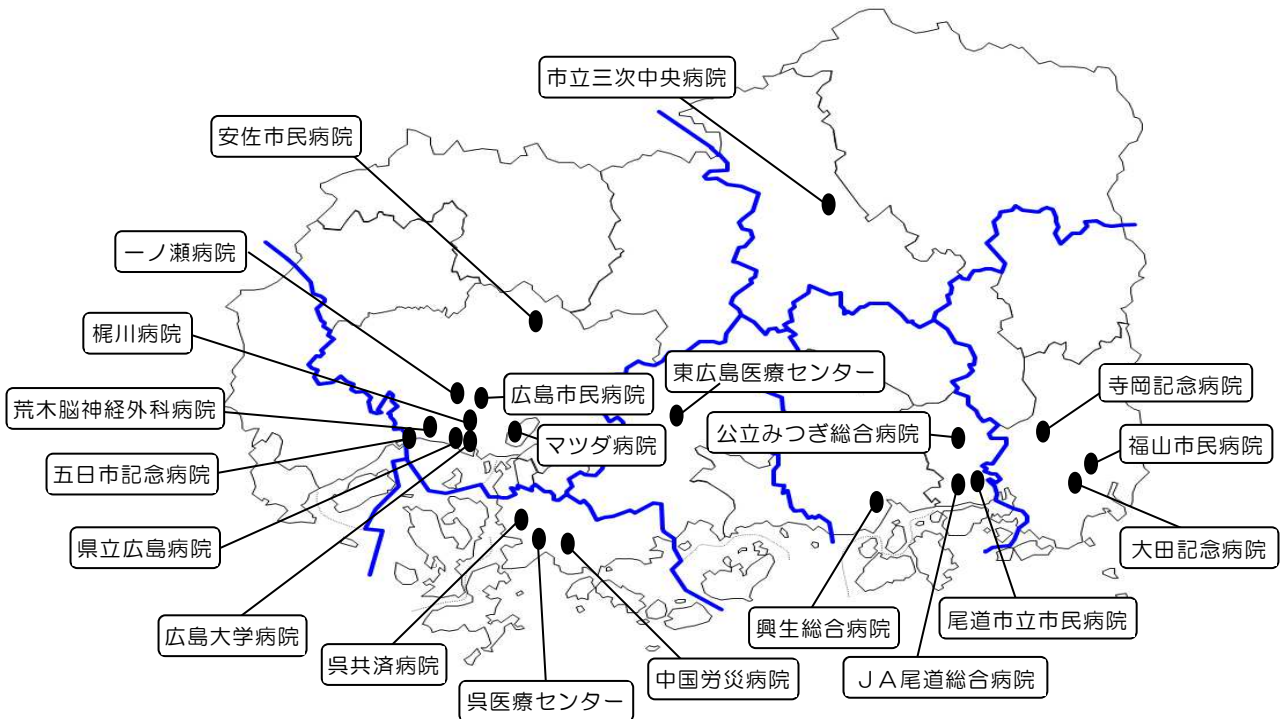 市立三次中央病院
安佐市民病院
一ノ瀬病院
梶川病院
広島市民病院
東広島医療センター
寺岡記念病院
荒木脳神経外科病院
マツダ病院
公立みつぎ総合病院
福山市民病院
五日市記念病院
県立広島病院
大田記念病院
広島大学病院
呉共済病院
呉医療センター
中国労災病院
興生総合病院
尾道市立市民病院
ＪＡ尾道総合病院